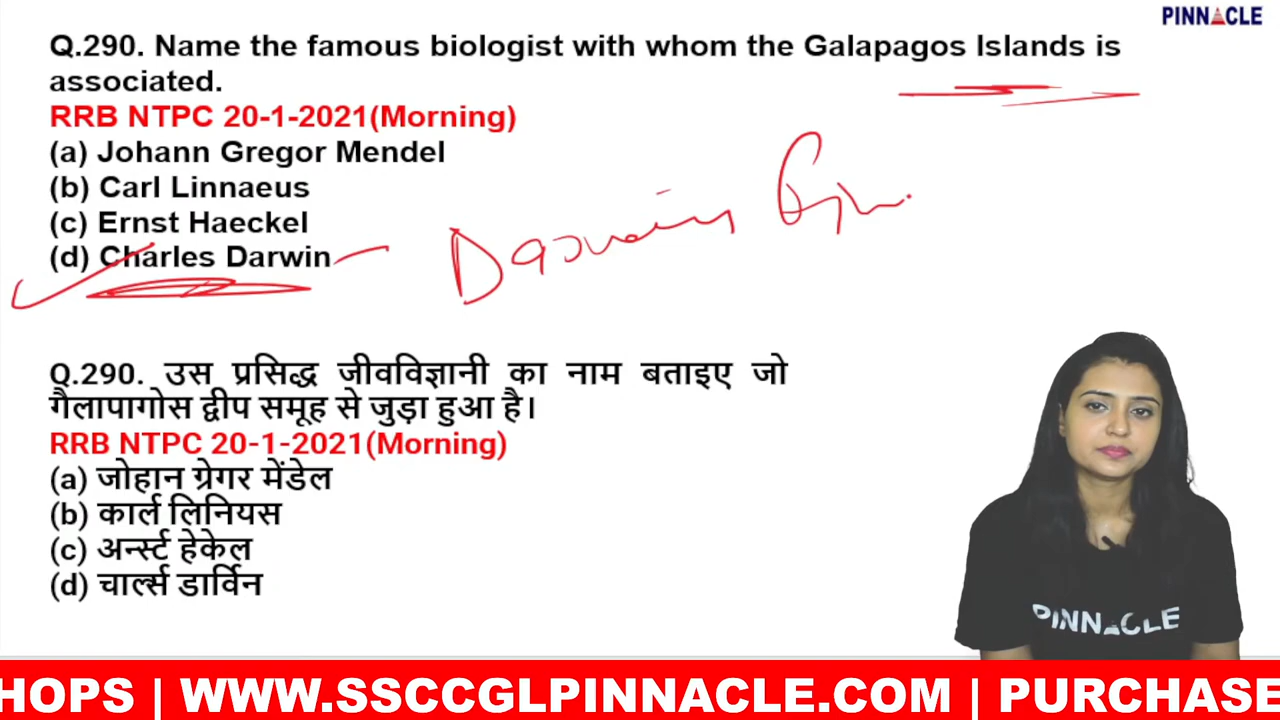 PINNACLE
Q.290. Name the famous biologist with whom the Galapagos Islands is
associated.
RRB NTPC 20-1-2021(Morning)
(a) Johann Gregor Mendel
(b) Carl Linnaeus
(c) Ernst Haeckel
(d) Charles Darwin
Q.290. उस प्रसिद्ध जीवविज्ञानी का नाम बताइए जो
गैलापागोस द्वीप समूह से जुड़ा हुआ है।
RRB NTPC 20-1-2021(Morning)
(a) जोहान ग्रेगर मेंडेल
(b) कार्ल लिनियस
(c) अर्न्स्ट हेकेल
(d) चार्ल्स डार्विन
PINNACLE
HOPS | WWW.SSCCGLPINNACLE.COM | PURCHASE